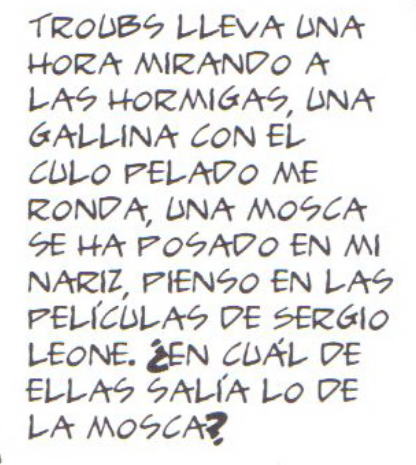 TROUBS LLEVA UNA
HORA MIRANDO A
LAS HORMIGAS, UNA
GALLINA CON EL
CULO PELADO ME
RONDA, UNA MOSCA
SE HA POSADO EN MI
NARIZ, PIENSO EN LAS
PELÍCULAS DE SERGIO
LEONE. ¿EN CUÁL DE
ELLAS SALÍA LO DE
LA MOSCA?